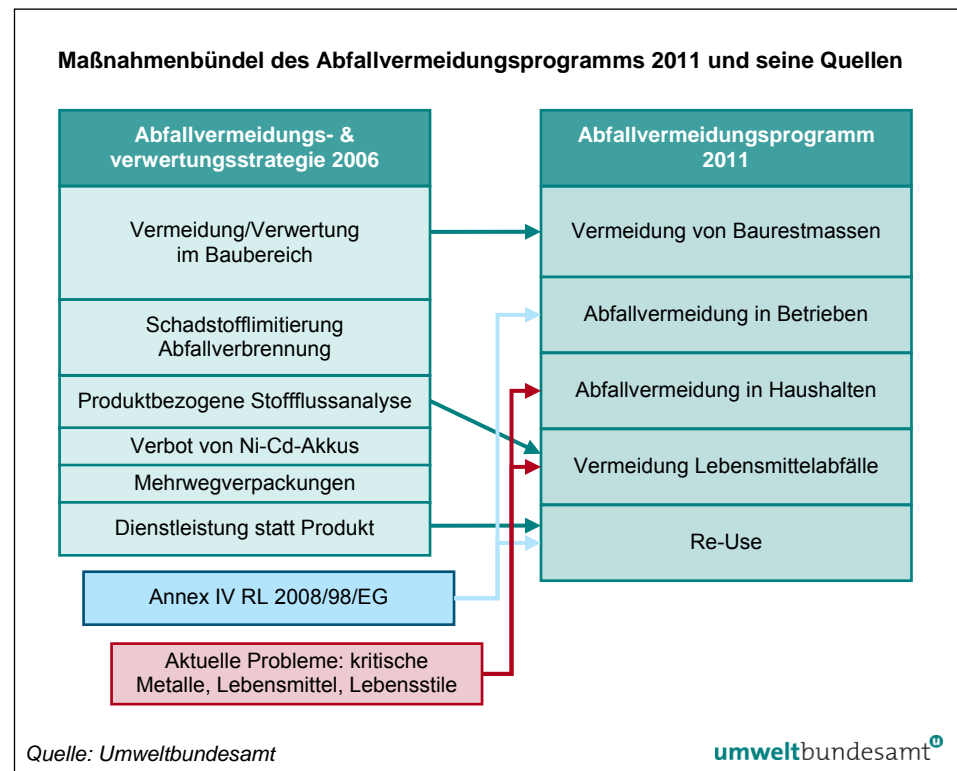 Maßnahmenbündel des Abfallvermeidungsprogramms 2011 und seine Quellen
Abfallvermeidungs- &
verwertungsstrategie 2006
Vermeidung/Verwertung
im Baubereich
Schadstofflimitierung
Abfallverbrennung
Produktbezogene Stoffflussanalyse
Verbot von Ni-Cd-Akkus
Mehrwegverpackungen
Dienstleistung statt Produkt
Annex IV RL 2008/98/EG
Aktuelle Probleme: kritische
Metalle, Lebensmittel, Lebensstile
Abfallvermeidungsprogramm
2011
Vermeidung von Baurestmassen
Abfallvermeidung in Betrieben
Abfallvermeidung in Haushalten
Vermeidung Lebensmittelabfälle
Re-Use
Quelle: Umweltbundesamt
umweltbundesamt u